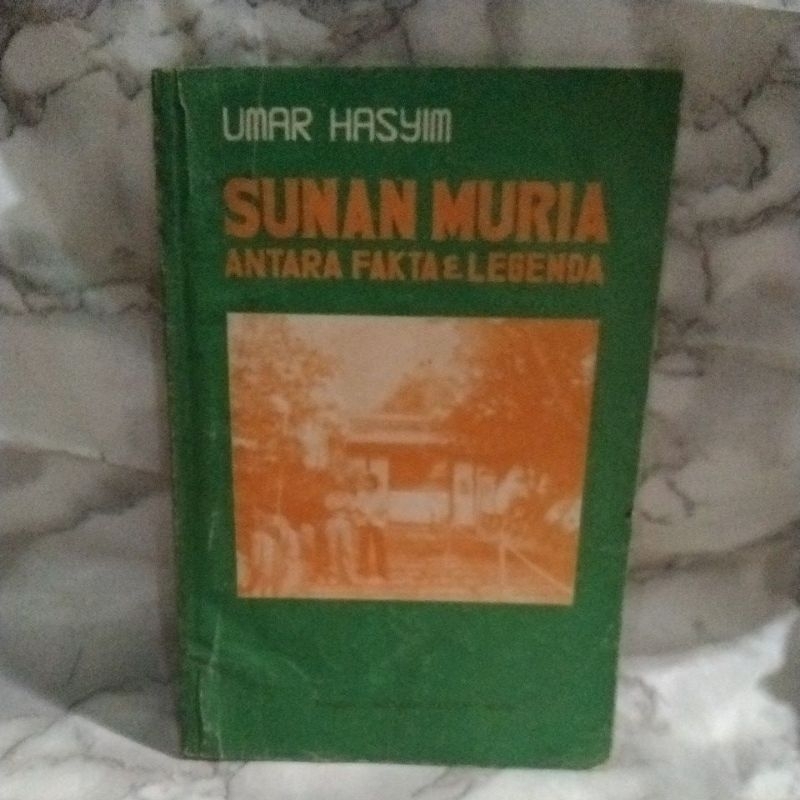 UMAR HASYIM
SUNAN MURIA
ANTARA FAKTA & LEGENDA